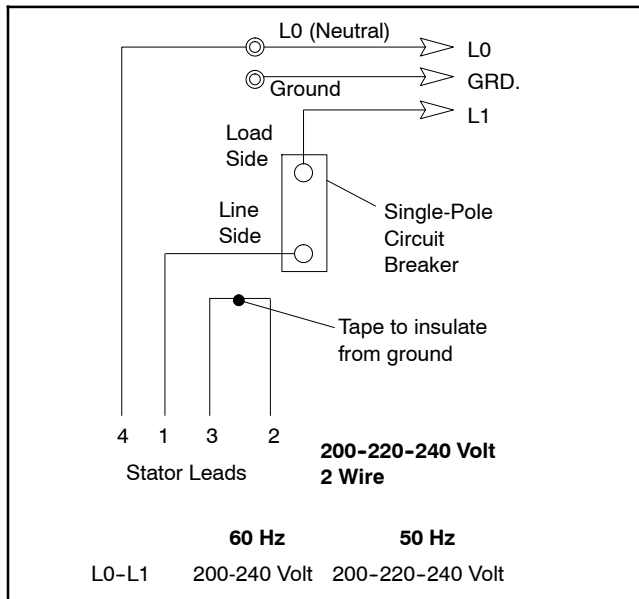 L0 (Neutral)
L0
GRD.
Ground
L1
Load
Side
Line
Side
Single-Pole
Circuit
Breaker
Tape to insulate
from ground
4 1 3 2
Stator Leads
200-220-240 Volt
2 Wire
60 Hz 50 Hz
L0-L1 200-240 Volt 200-220-240 Volt